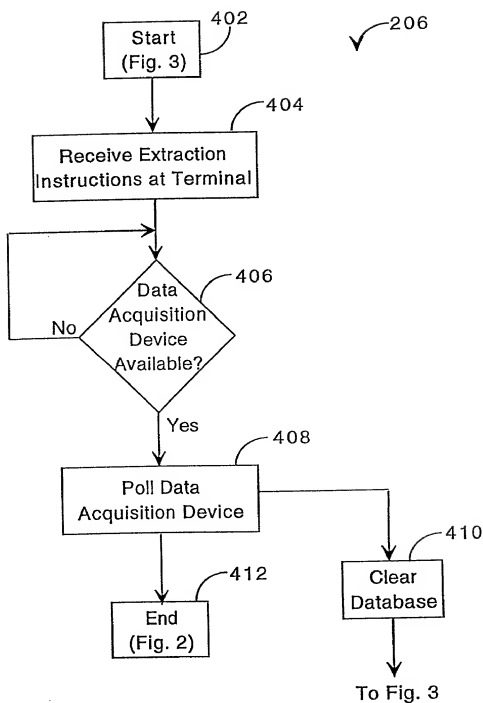 402
206
Start
(Fig. 3)
404
Receive Extraction
Instructions at Terminal
406
Data
Acquisition
Device
Available?
No
Yes
408
Poll Data
Acquisition Device
410
Clear
Database
412
End
(Fig. 2)
To Fig. 3